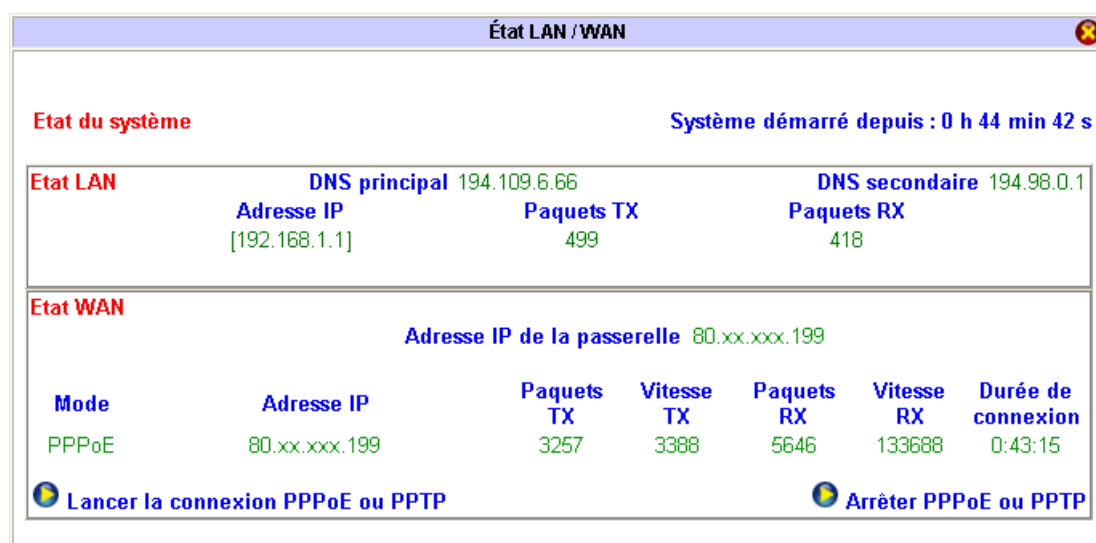 État LAN / WAN
Etat du système Système démarré depuis : 0 h 44 min 42 s
Etat LAN DNS principal 194.109.6.66 DNS secondaire 194.98.0.1
Adresse IP Paquets TX Paquets RX
[192.168.1.1] 499 418
Etat WAN
Adresse IP de la passerelle 80.xx.xxx.199
Mode Adresse IP Paquets TX Vitesse TX Paquets RX Vitesse RX Durée de connexion
PPPoE 80.xx.xxx.199 3257 3388 5646 133688 0:43:15
Lancer la connexion PPPoE ou PPTP Arrêter PPPoE ou PPTP